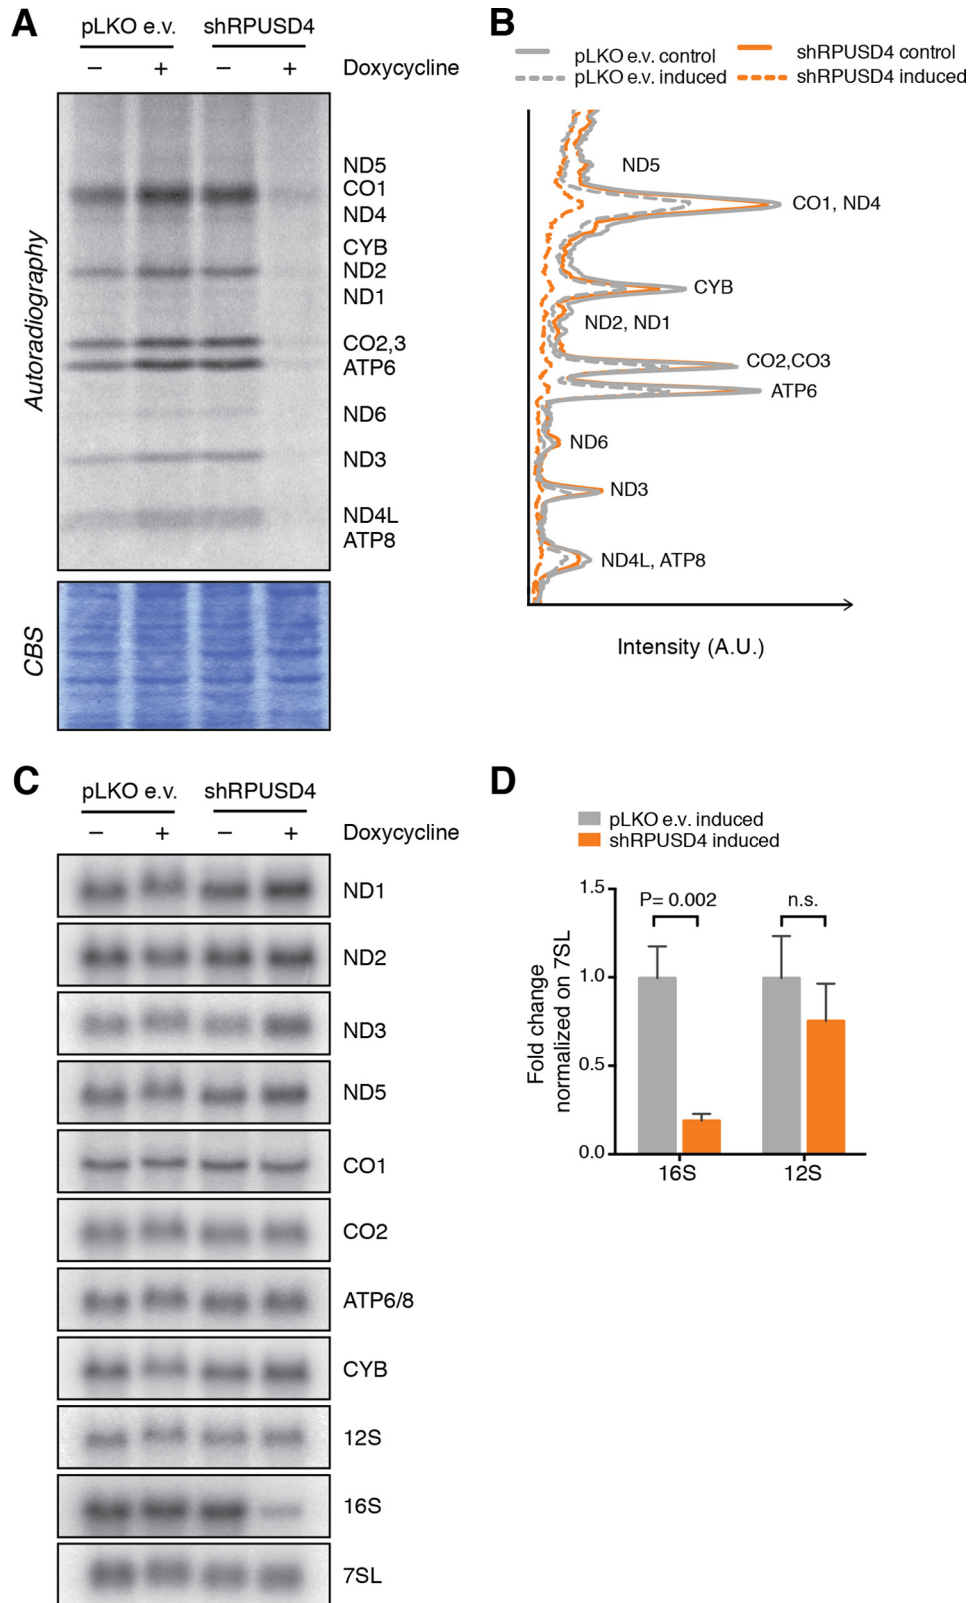 A
pLKO e.v. shRPUSD4
– + – + Doxycycline
Autoradiography
ND5
CO1
ND4
CYB
ND2
ND1
CO2,3
ATP6
ND6
ND3
ND4L
ATP8
CBS
B
pLKO e.v. control shRPUSD4 control
pLKO e.v. induced shRPUSD4 induced
ND5
CO1, ND4
CYB
ND2, ND1
CO2,CO3
ATP6
ND6
ND3
ND4L, ATP8
Intensity (A.U.)
C
pLKO e.v. shRPUSD4
– + – + Doxycycline
ND1
ND2
ND3
ND5
CO1
CO2
ATP6/8
CYB
12S
16S
7SL
D
pLKO e.v. induced
shRPUSD4 induced
Fold change
normalized on 7SL
1.5
1.0
0.5
0.0
P= 0.002 n.s.
16S 12S